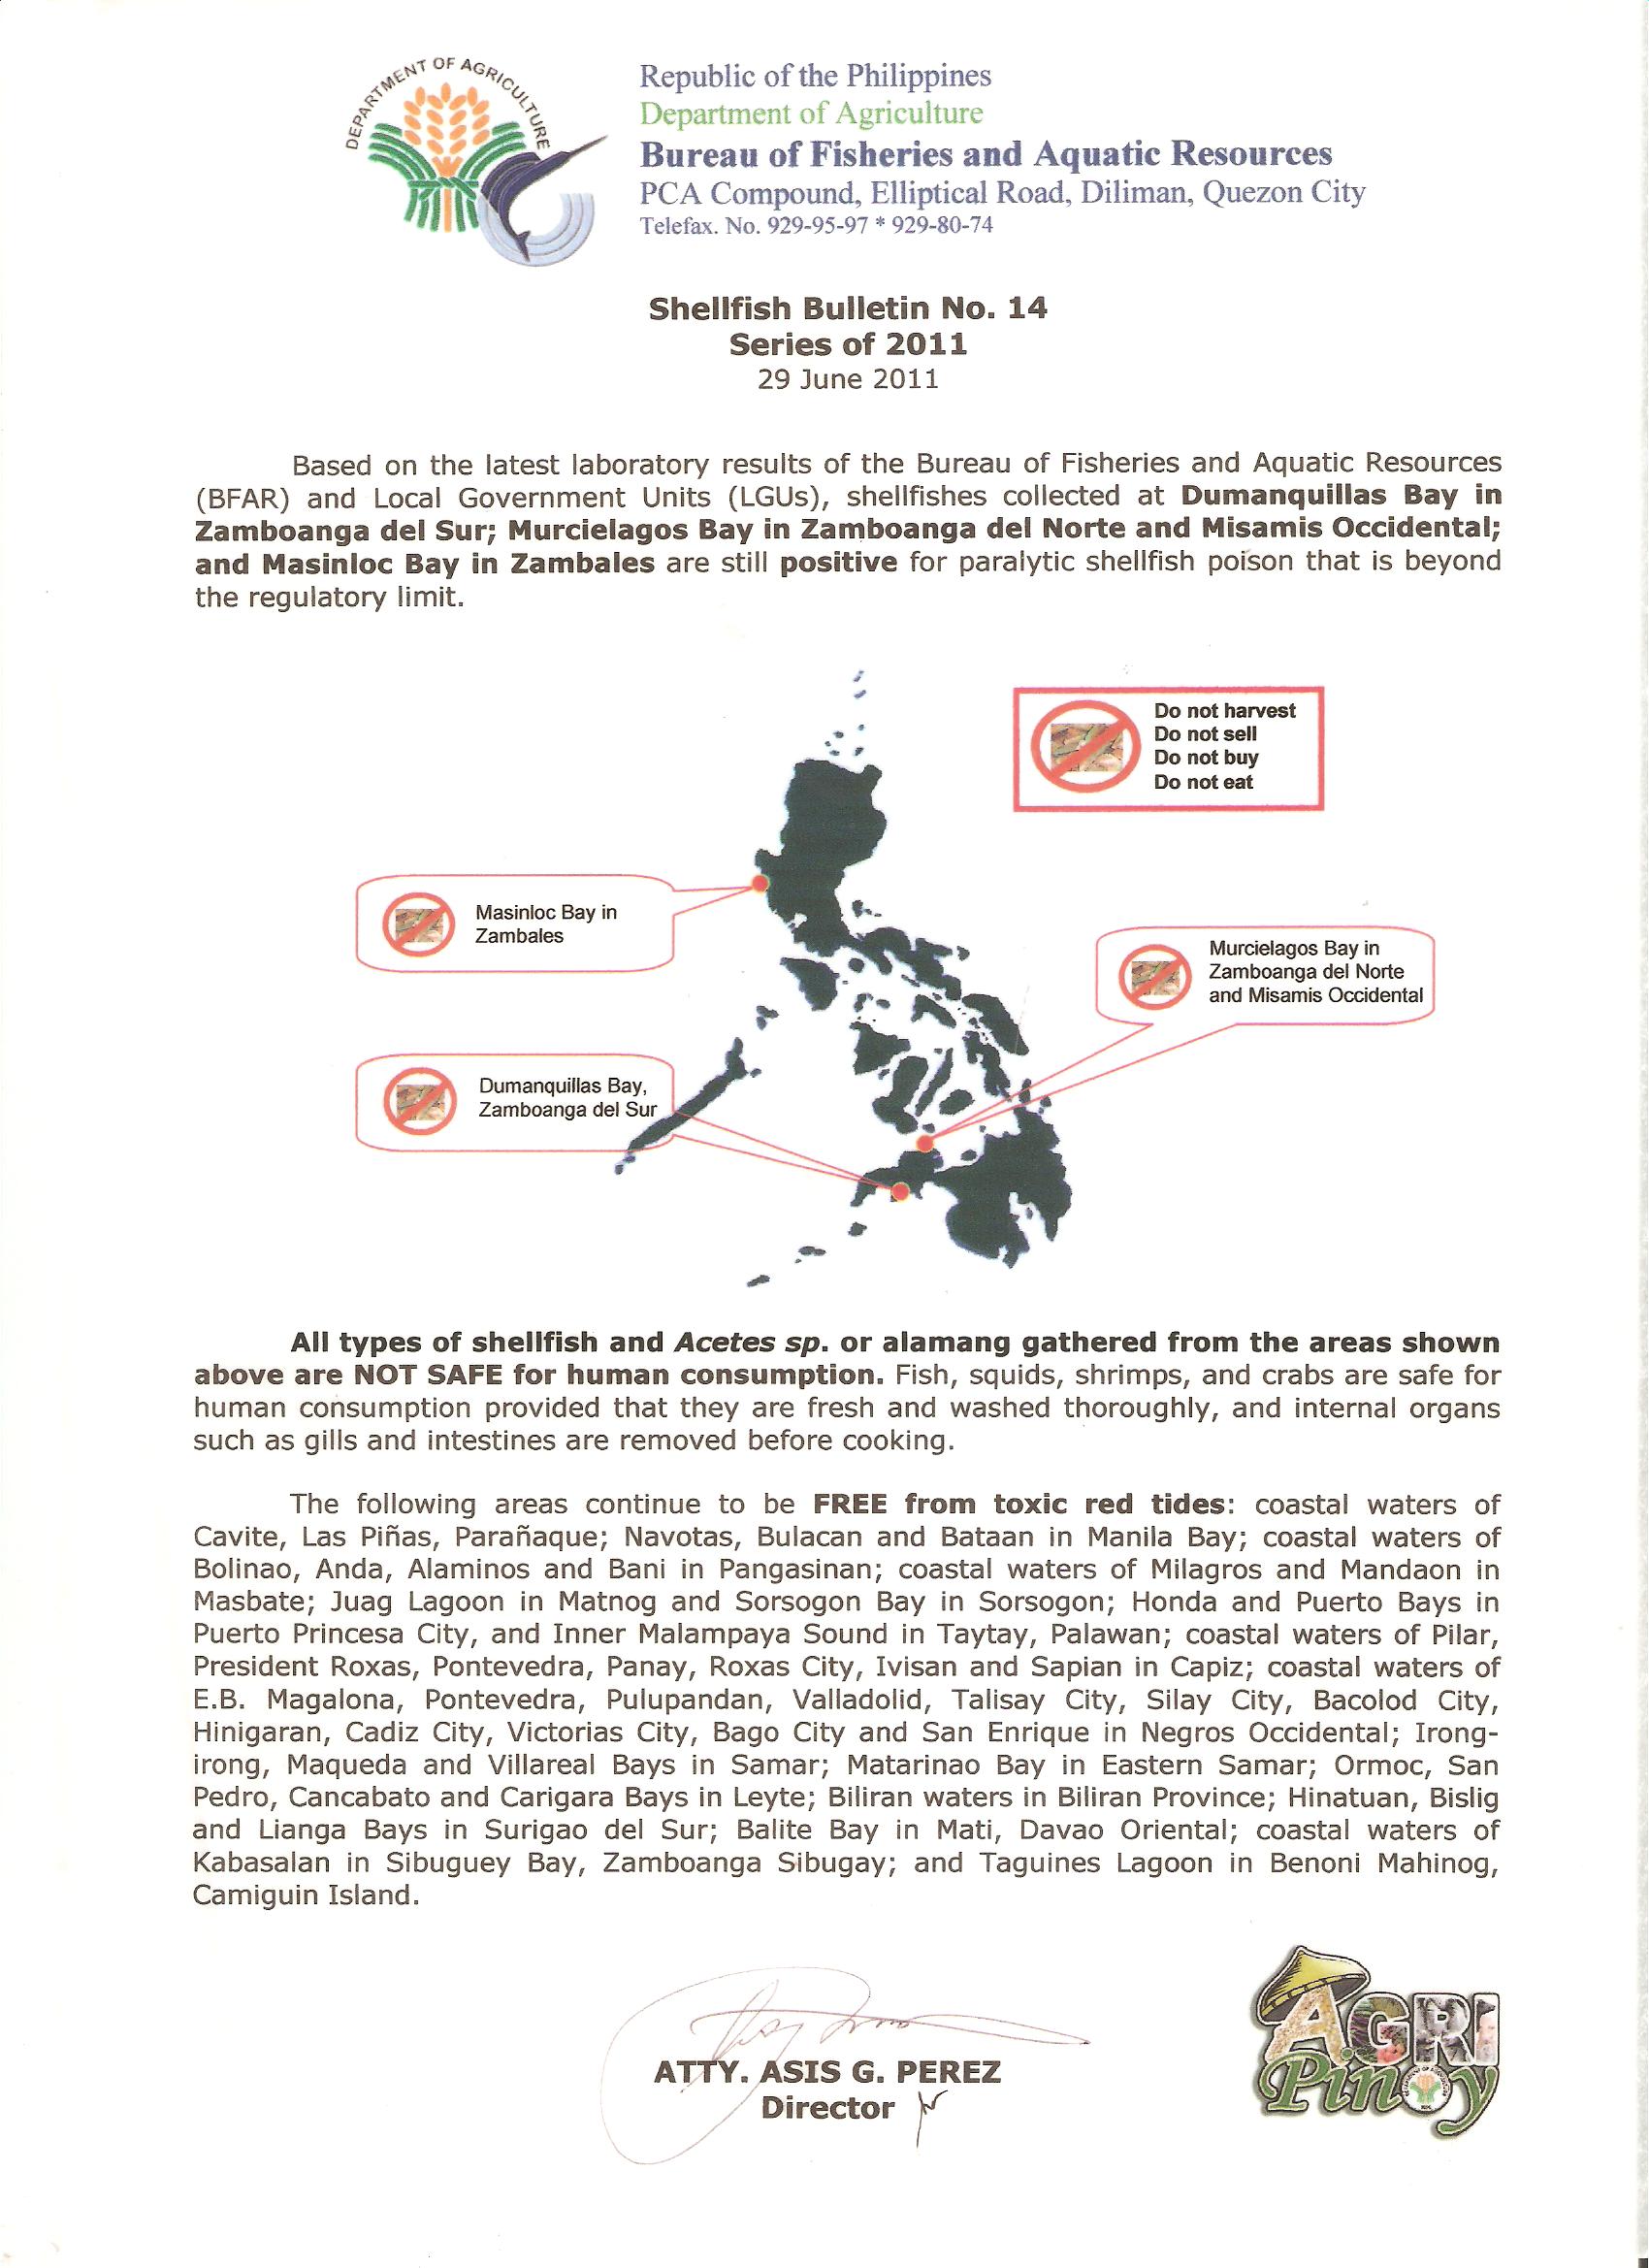 DEPARTMENT OF AGRICULTURE
Republic of the Philippines
Department of Agriculture
Bureau of Fisheries and Aquatic Resources
PCA Compound, Elliptical Road, Diliman, Quezon City
Telefax. No. 929-95-97 * 929-80-74
Shellfish Bulletin No. 14
Series of 2011
29 June 2011
Based on the latest laboratory results of the Bureau of Fisheries and Aquatic Resources
(BFAR) and Local Government Units (LGUs), shellfishes collected at Dumanquillas Bay in
Zamboanga del Sur; Murcielagos Bay in Zamboanga del Norte and Misamis Occidental;
and Masinloc Bay in Zambales are still positive for paralytic shellfish poison that is beyond
the regulatory limit.
Do not harvest
Do not sell
Do not buy
Do not eat
Masinloc Bay in
Zambales
Murcielagos Bay in
Zamboanga del Norte
and Misamis Occidental
Dumanquillas Bay,
Zamboanga del Sur
All types of shellfish and Acetes sp. or alamang gathered from the areas shown
above are NOT SAFE for human consumption. Fish, squids, shrimps, and crabs are safe for
human consumption provided that they are fresh and washed thoroughly, and internal organs
such as gills and intestines are removed before cooking.
The following areas continue to be FREE from toxic red tides: coastal waters of
Cavite, Las Piñas, Parañaque; Navotas, Bulacan and Bataan in Manila Bay; coastal waters of
Bolinao, Anda, Alaminos and Bani in Pangasinan; coastal waters of Milagros and Mandaon in
Masbate; Juag Lagoon in Matnog and Sorsogon Bay in Sorsogon; Honda and Puerto Bays in
Puerto Princesa City, and Inner Malampaya Sound in Taytay, Palawan; coastal waters of Pilar,
President Roxas, Pontevedra, Panay, Roxas City, Ivisan and Sapian in Capiz; coastal waters of
E.B. Magalona, Pontevedra, Pulupandan, Valladolid, Talisay City, Silay City, Bacolod City,
Hinigaran, Cadiz City, Victorias City, Bago City and San Enrique in Negros Occidental; Irong-
irong, Maqueda and Villareal Bays in Samar; Matarinao Bay in Eastern Samar; Ormoc, San
Pedro, Cancabato and Carigara Bays in Leyte; Biliran waters in Biliran Province; Hinatuan, Bislig
and Lianga Bays in Surigao del Sur; Balite Bay in Mati, Davao Oriental; coastal waters of
Kabasalan in Sibuguey Bay, Zamboanga Sibugay; and Taguines Lagoon in Benoni Mahinog,
Camiguin Island.
ATTY. ASIS G. PEREZ
Director
AGRI
Pinoy